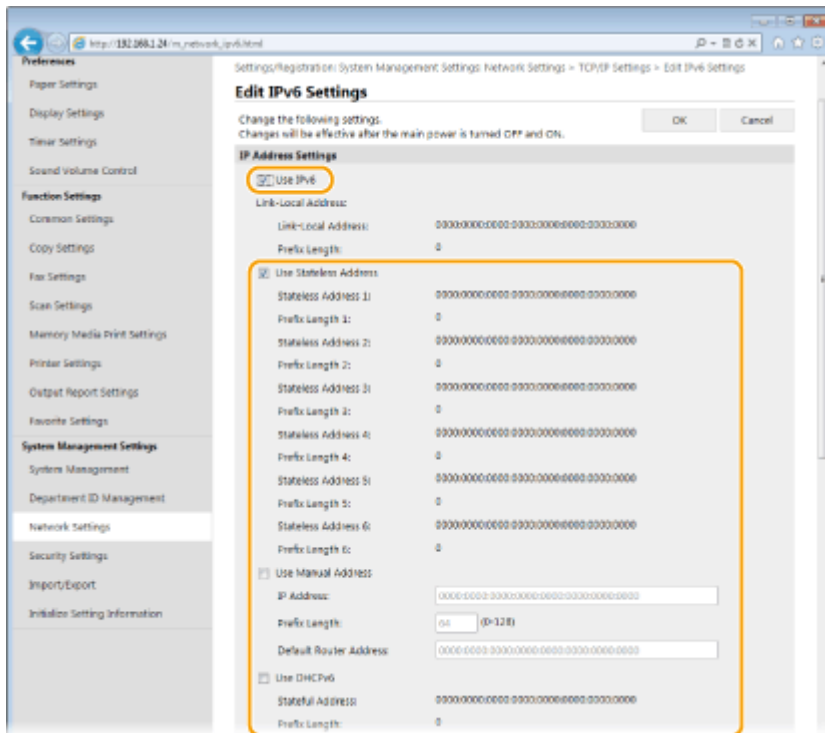 http://192.168.1.24/m_network_ipv6.html
Preferences
Paper Settings
Display Settings
Timer Settings
Sound Volume Control
Function Settings
Common Settings
Copy Settings
Fax Settings
Scan Settings
Memory Media Print Settings
Printer Settings
Output Report Settings
Favorite Settings
System Management Settings
System Management
Department ID Management
Network Settings
Security Settings
Import/Export
Initialize Setting Information
Settings/Registration: System Management Settings: Network Settings > TCP/IP Settings > Edit IPv6 Settings
Edit IPv6 Settings
Change the following settings.
Changes will be effective after the main power is turned OFF and ON.
OK Cancel
IP Address Settings
Use IPv6
Link-Local Address:
Link-Local Address: 0000:0000:0000:0000:0000:0000:0000:0000
Prefix Length: 0
Use Stateless Address
Stateless Address 1: 0000:0000:0000:0000:0000:0000:0000:0000
Prefix Length 1: 0
Stateless Address 2: 0000:0000:0000:0000:0000:0000:0000:0000
Prefix Length 2: 0
Stateless Address 3: 0000:0000:0000:0000:0000:0000:0000:0000
Prefix Length 3: 0
Stateless Address 4: 0000:0000:0000:0000:0000:0000:0000:0000
Prefix Length 4: 0
Stateless Address 5: 0000:0000:0000:0000:0000:0000:0000:0000
Prefix Length 5: 0
Stateless Address 6: 0000:0000:0000:0000:0000:0000:0000:0000
Prefix Length 6: 0
Use Manual Address
IP Address: 0000:0000:0000:0000:0000:0000:0000:0000
Prefix Length: 64 (0-128)
Default Router Address: 0000:0000:0000:0000:0000:0000:0000:0000
Use DHCPv6
Stateful Address: 0000:0000:0000:0000:0000:0000:0000:0000
Prefix Length: 0